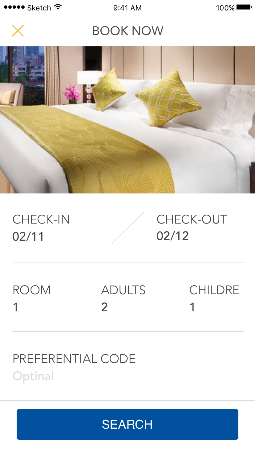 Sketch 9:41 AM 100%
BOOK NOW
CHECK-IN CHECK-OUT
02/11 02/12
ROOM ADULTS CHILDRE
1 2 1
PREFERENTIAL CODE
Optinal
SEARCH